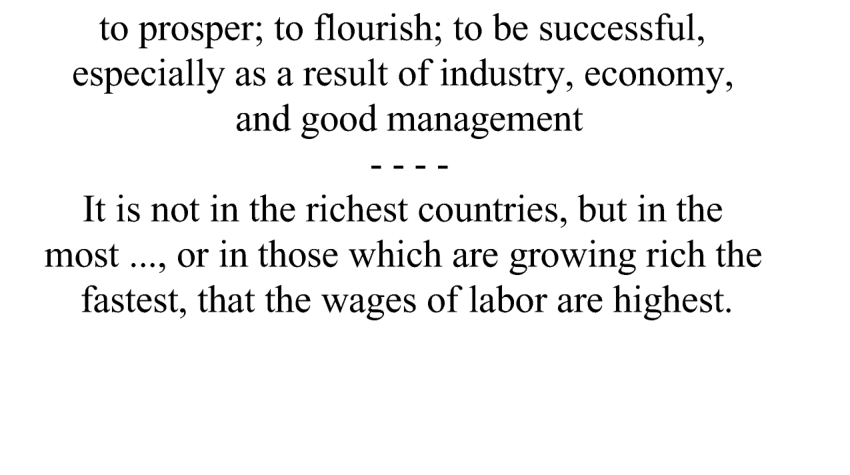 to prosper; to flourish; to be successful,
especially as a result of industry, economy,
and good management
- - - -
It is not in the richest countries, but in the
most ..., or in those which are growing rich the
fastest, that the wages of labor are highest.